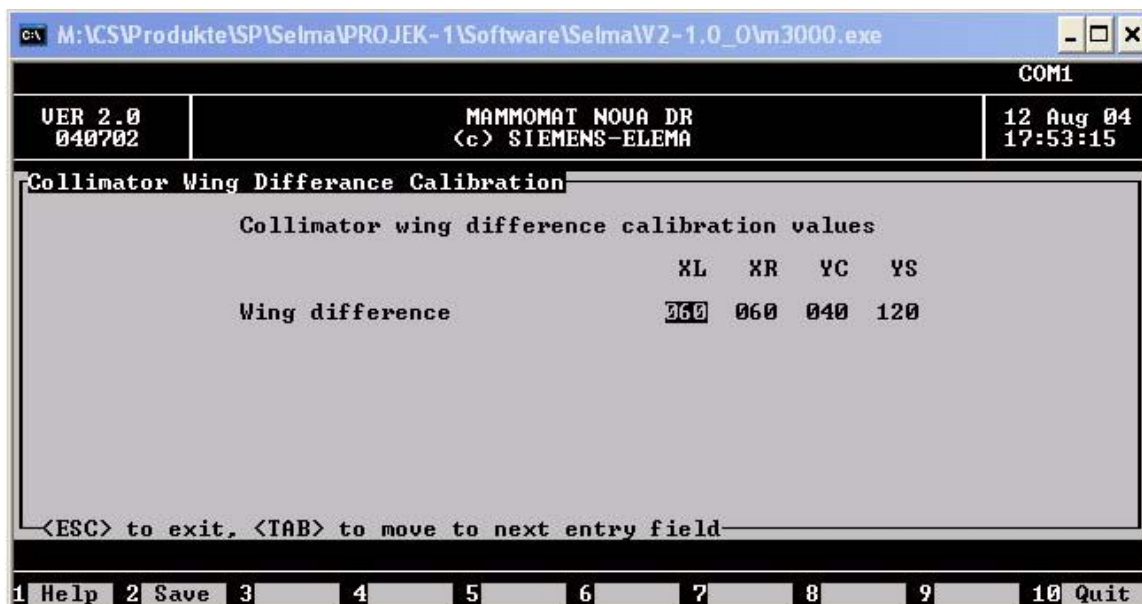 M:\CS\Produkte\SP\Selma\PROJEK-1\Software\Selma\V2-1.0_O\m3000.exe
COM1
VER 2.0 MAMMOMAT NOVA DR 12 Aug 04
040702 (c) SIEMENS-ELEMA 17:53:15
Collimator Wing Differance Calibration
Collimator wing difference calibration values
XL XR YC YS
Wing difference 060 060 040 120
<ESC> to exit, <TAB> to move to next entry field
1 Help 2 Save 3 4 5 6 7 8 9 10 Quit